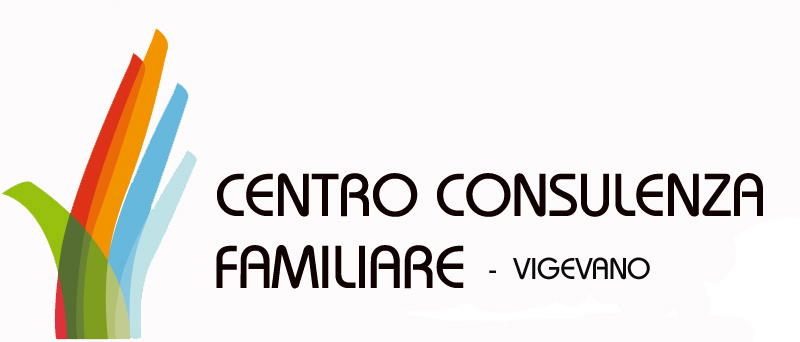 CENTRO CONSULENZA
FAMILIARE - VIGEVANO